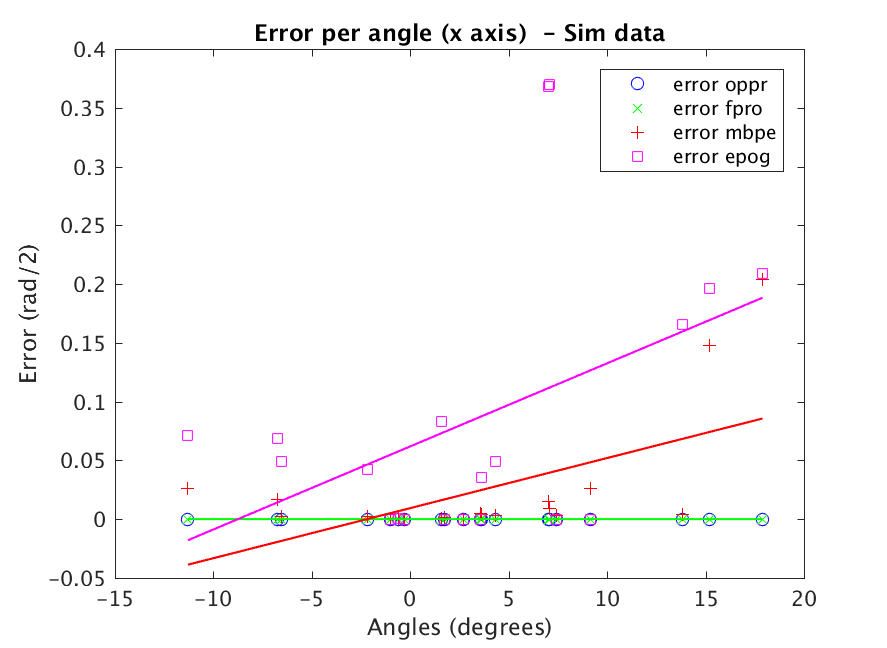 Error per angle (x axis)  - Sim data
0.4
0.35
0.3
0.25
0.2
0.15
0.1
0.05
0
-0.05
Error (rad/2)
error oppr
error fpro
error mbpe
error epog
-15
-10
-5
0
5
10
15
20
Angles (degrees)